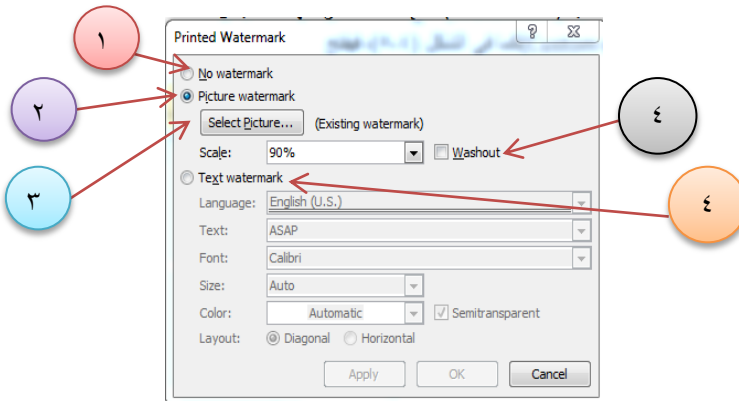 Printed Watermark
١
No watermark
٢
Picture watermark
Select Picture... (Existing watermark)
٤
Scale: 90% Washout
٣
Text watermark
٤
Language: English (U.S.)
Text: ASAP
Font: Calibri
Size: Auto
Color: Automatic Semitransparent
Layout: Diagonal Horizontal
Apply OK Cancel